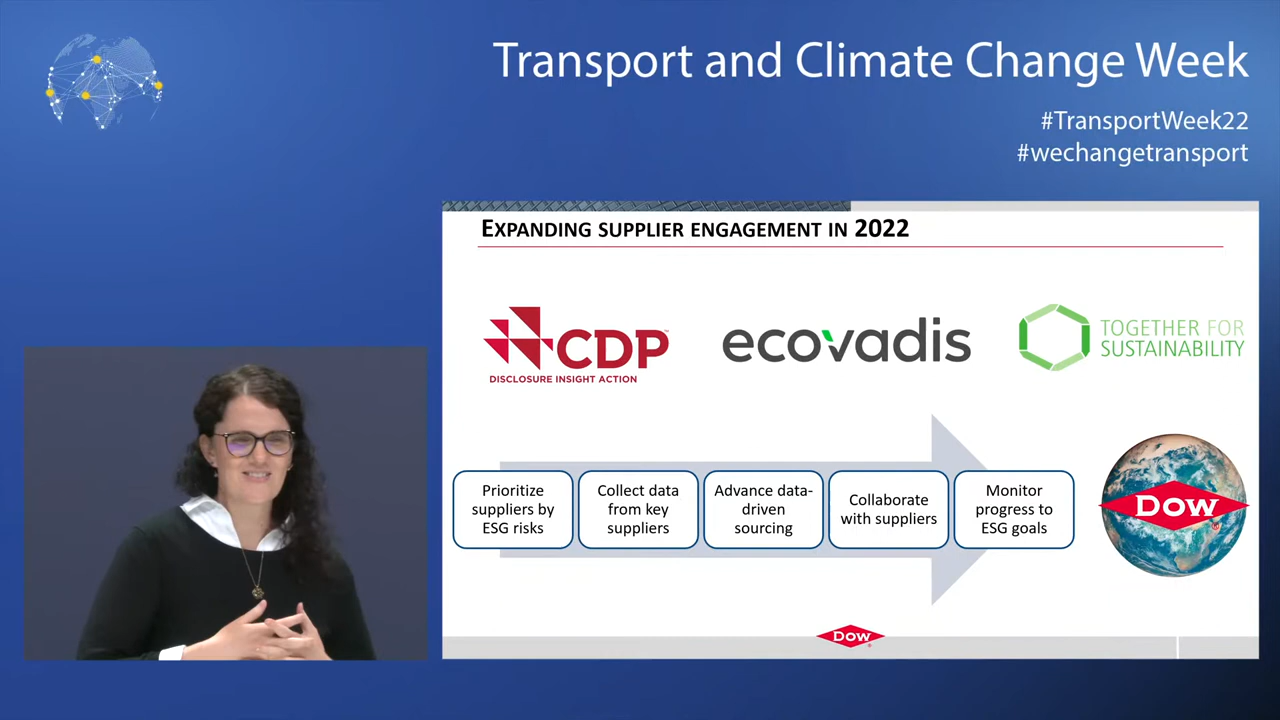 Transport and Climate Change Week
#TransportWeek22
#wechangetransport
EXPANDING SUPPLIER ENGAGEMENT IN 2022
CDP
DISCLOSURE INSIGHT ACTION
ecovadis
TOGETHER FOR
SUSTAINABILITY
Prioritize
suppliers by
ESG risks
Collect data
from key
suppliers
Advance data-
driven
sourcing
Collaborate
with suppliers
Monitor
progress to
ESG goals
DOW
DOW